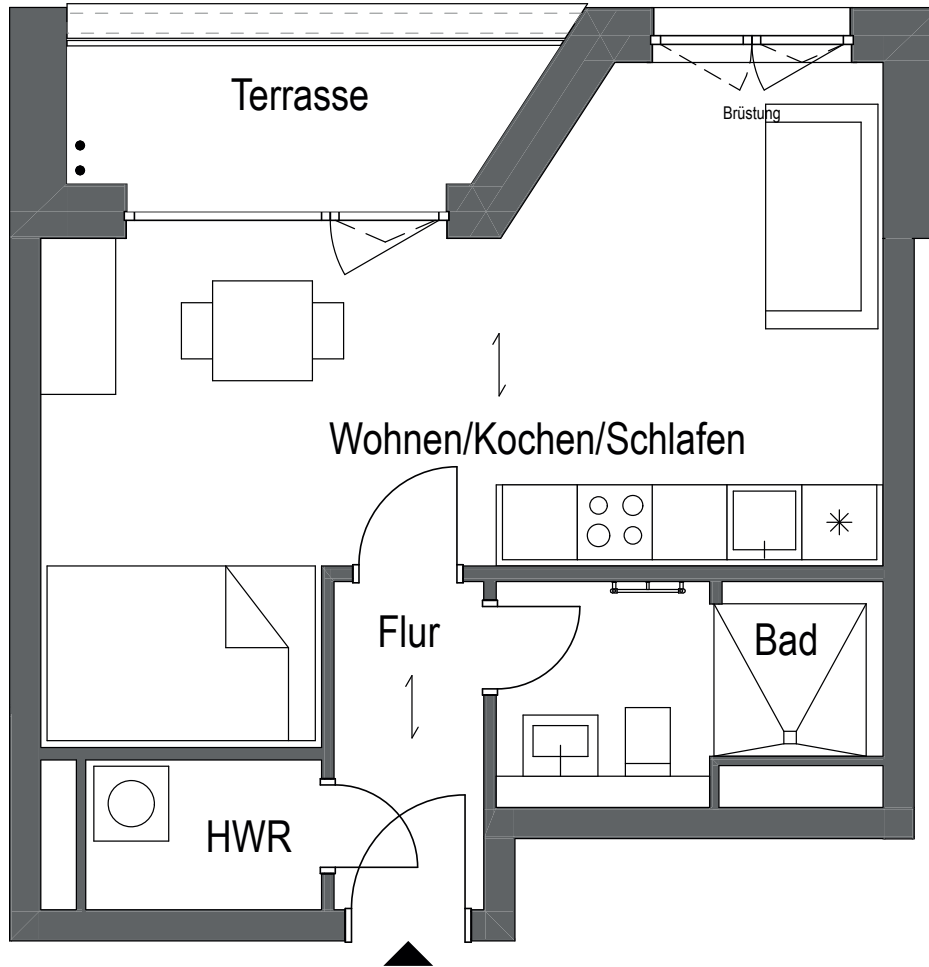 Terrasse
Brüstung
Wohnen/Kochen/Schlafen
Flur
Bad
HWR